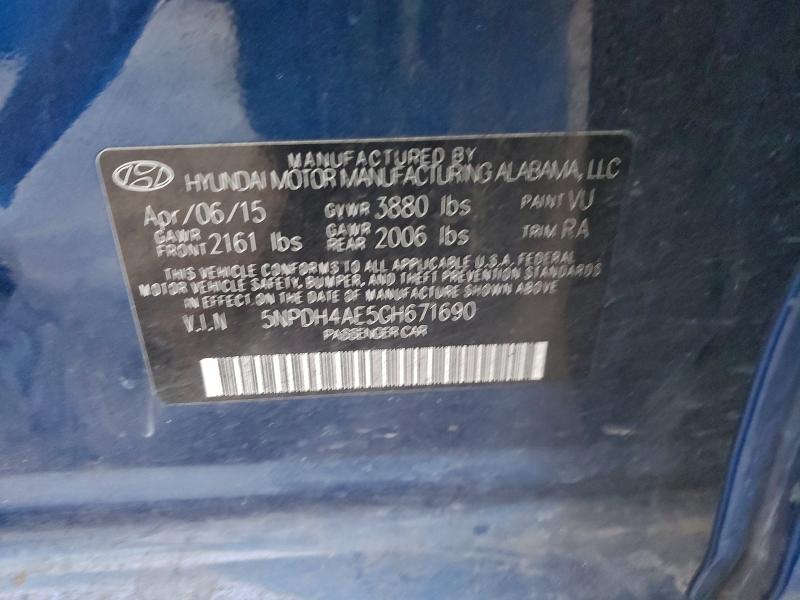 MANUFACTURED BY
HYUNDAI MOTOR MANUFACTURING ALABAMA, LLC
Apr/06/15 GVWR 3880 lbs PAINT VU
GAWR FRONT 2161 lbs GAWR REAR 2006 lbs TRIM RA
THIS VEHICLE CONFORMS TO ALL APPLICABLE U.S.A. FEDERAL
MOTOR VEHICLE SAFETY, BUMPER, AND THEFT PREVENTION STANDARDS
IN EFFECT ON THE DATE OF MANUFACTURE SHOWN ABOVE
V.I.N 5NPDH4AE5GH671690
PASSENGER CAR